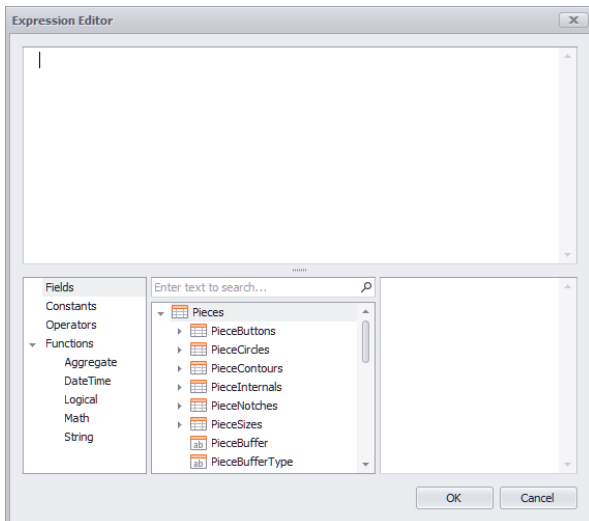 Expression Editor
Fields
Constants
Operators
Functions
Aggregate
DateTime
Logical
Math
String
Enter text to search...
Pieces
PieceButtons
PieceCircles
PieceContours
PieceInternals
PieceNotches
PieceSizes
ab PieceBuffer
ab PieceBufferType
OK Cancel